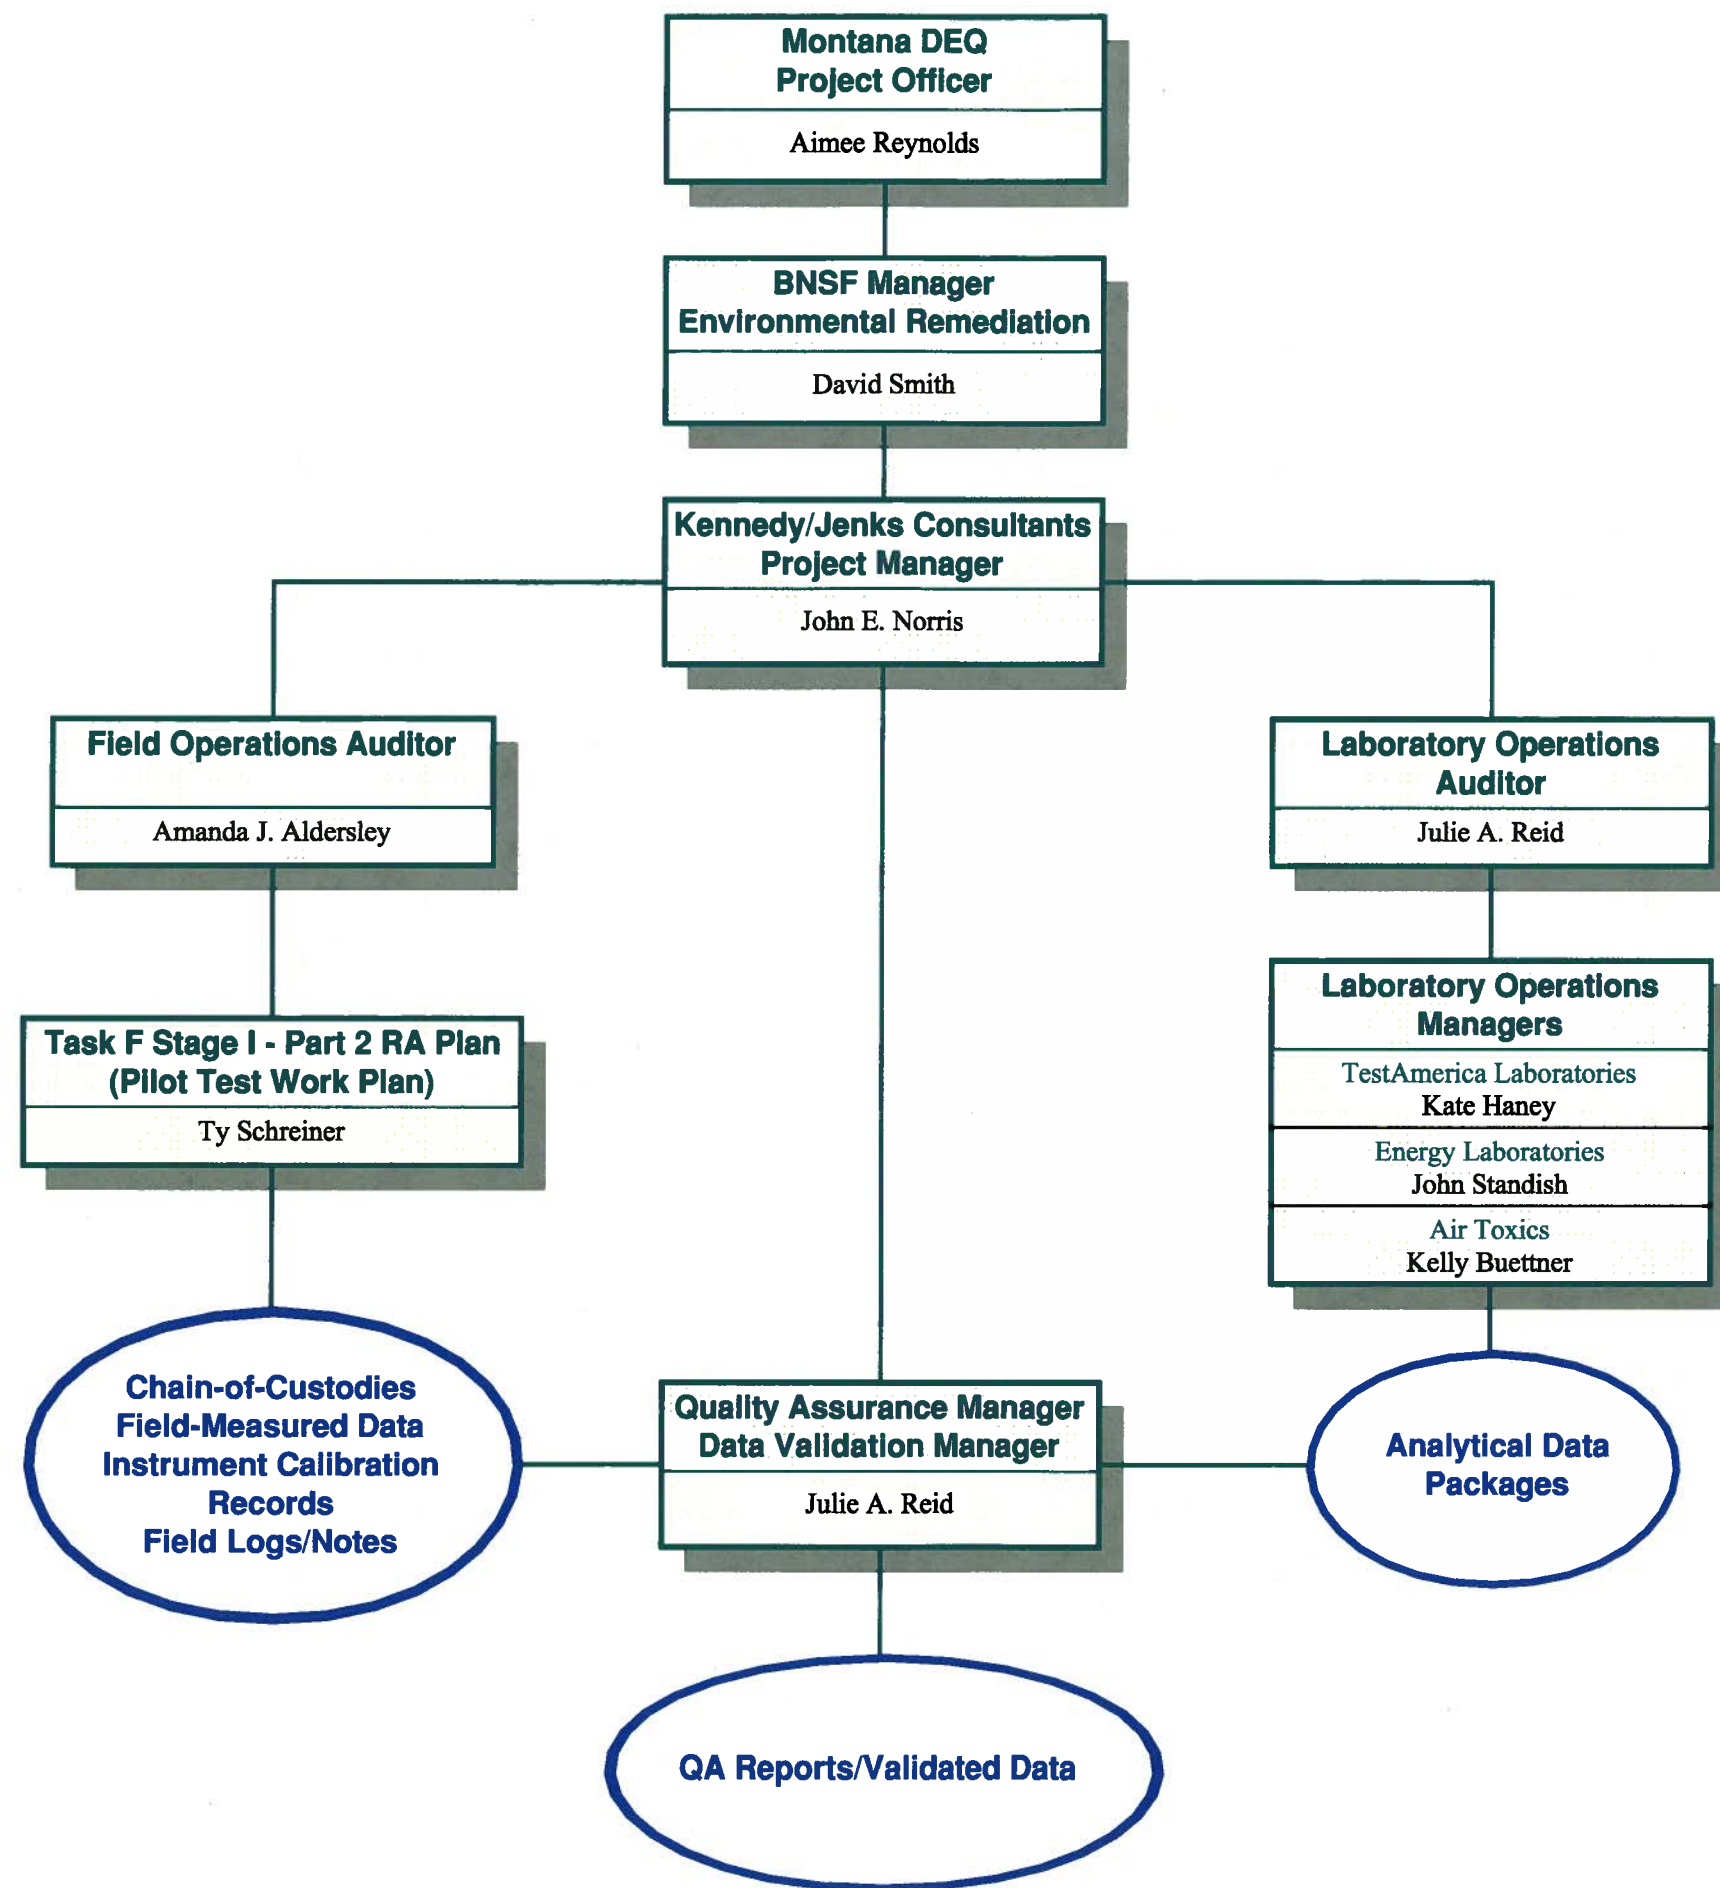 Montana DEQ
Project Officer
Aimee Reynolds
BNSF Manager
Environmental Remediation
David Smith
Kennedy/Jenks Consultants
Project Manager
John E. Norris
Field Operations Auditor
Amanda J. Aldersley
Laboratory Operations
Auditor
Julie A. Reid
Task F Stage I - Part 2 RA Plan
(Pilot Test Work Plan)
Ty Schreiner
Laboratory Operations
Managers
TestAmerica Laboratories
Kate Haney
Energy Laboratories
John Standish
Air Toxics
Kelly Buettner
Chain-of-Custodies
Field-Measured Data
Instrument Calibration
Records
Field Logs/Notes
Quality Assurance Manager
Data Validation Manager
Julie A. Reid
Analytical Data
Packages
QA Reports/Validated Data